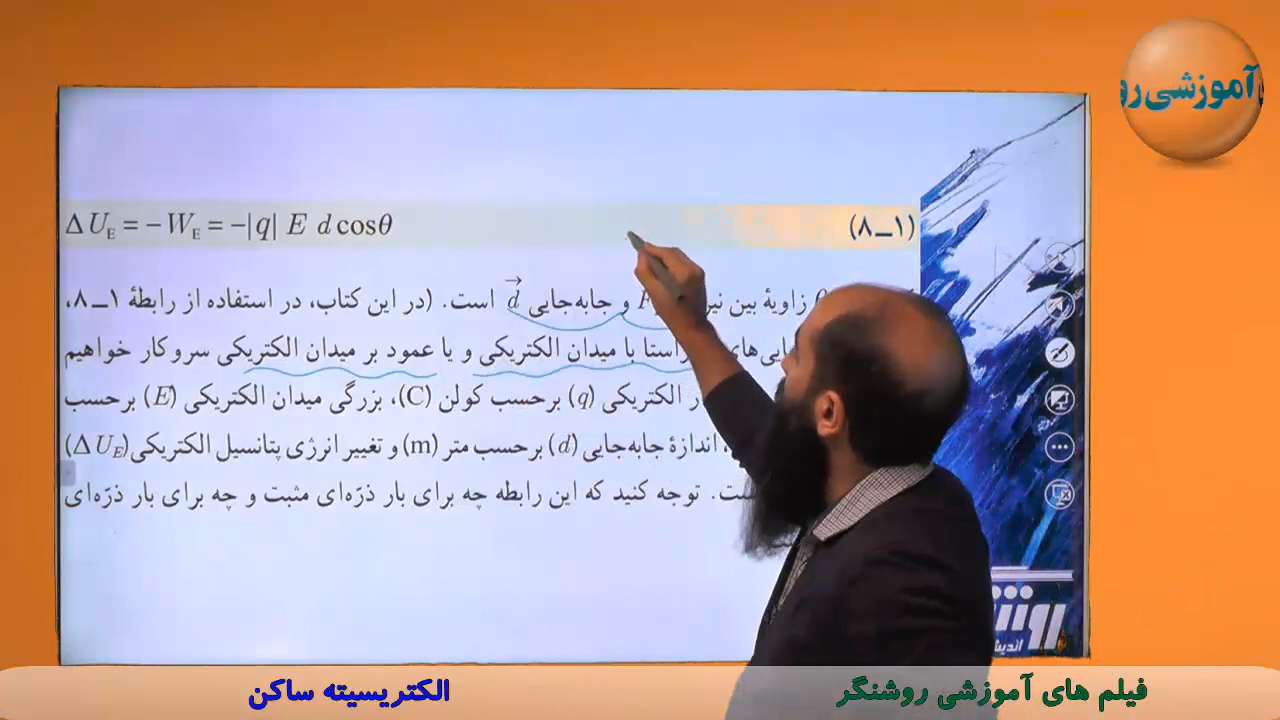 آموزشی رو
ΔU_E = −W_E = −|q| E d cosθ (۸ـ۱)
زاویهٔ بین نیر و جابه‌جایی d⃗ است. (در این کتاب، در استفاده از رابطهٔ ۱ـ۸،
راستا با میدان الکتریکی و یا عمود بر میدان الکتریکی سروکار خواهیم
الکتریکی (q) برحسب کولن (C)، بزرگی میدان الکتریکی (E) برحسب
اندازهٔ جابه‌جایی (d) برحسب متر (m) و تغییر انرژی پتانسیل الکتریکی (ΔU_E)
توجه کنید که این رابطه چه برای بار ذرّه‌ای مثبت و چه برای بار ذرّه‌ای
فیلم های آموزشی روشنگر
الکتریسیته ساکن